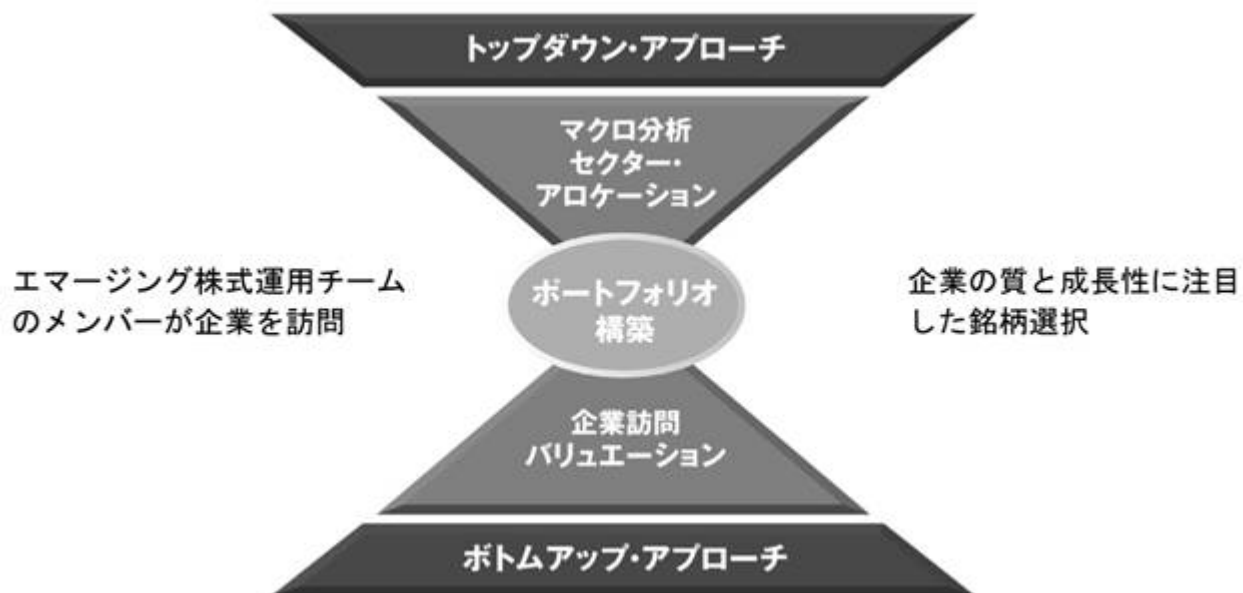 トップダウン・アプローチ
マクロ分析
セクター・
アロケーション
エマージング株式運用チーム
のメンバーが企業を訪問
ポートフォリオ
構築
企業の質と成長性に注目
した銘柄選択
企業訪問
バリュエーション
ボトムアップ・アプローチ